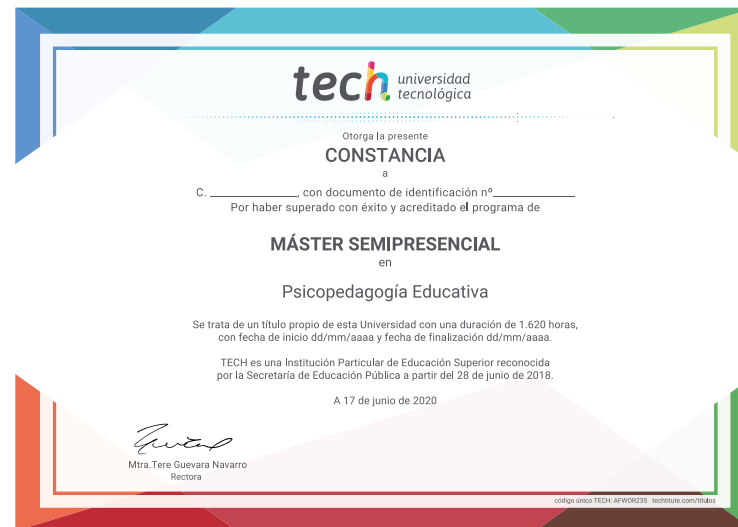 tech universidad
tecnológica
Otorga la presente
CONSTANCIA
a
C. ______________, con documento de identificación nº______________
Por haber superado con éxito y acreditado el programa de
MÁSTER SEMIPRESENCIAL
en
Psicopedagogía Educativa
Se trata de un título propio de esta Universidad con una duración de 1.620 horas,
con fecha de inicio dd/mm/aaaa y fecha de finalización dd/mm/aaaa.
TECH es una Institución Particular de Educación Superior reconocida
por la Secretaría de Educación Pública a partir del 28 de junio de 2018.
A 17 de junio de 2020
Mtra.Tere Guevara Navarro
Rectora
código único TECH: AFWOR23S techtitute.com/titulos